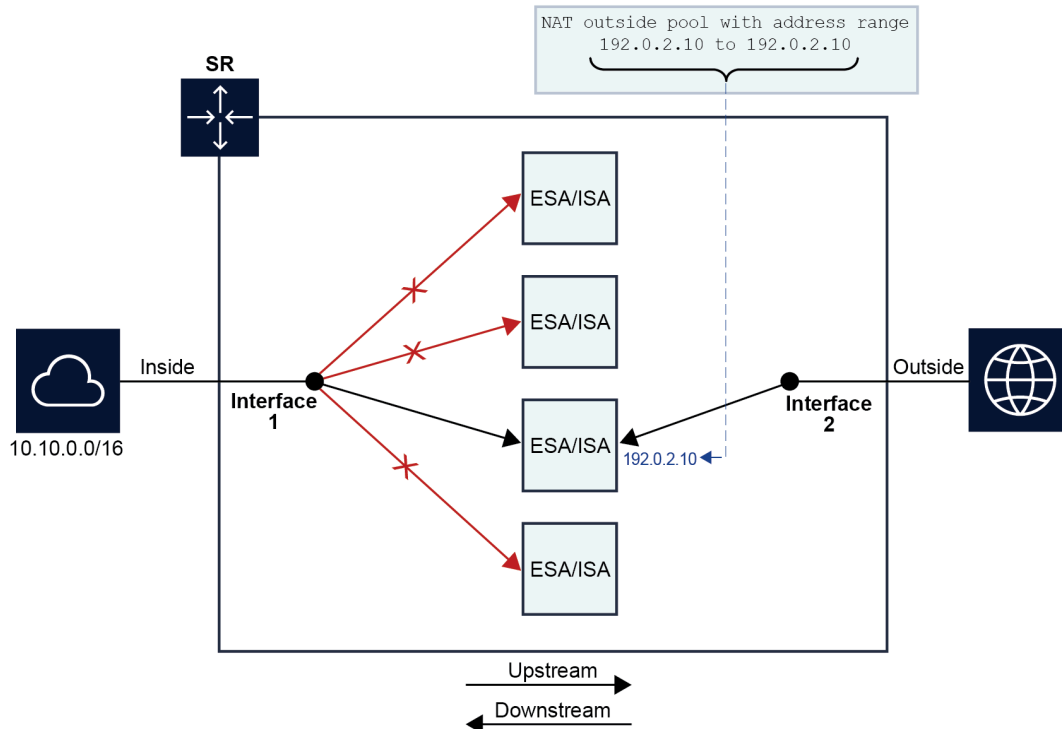 NAT outside pool with address range
192.0.2.10 to 192.0.2.10
SR
ESA/ISA
ESA/ISA
Inside
Outside
Interface
1
Interface
2
10.10.0.0/16
ESA/ISA
192.0.2.10
ESA/ISA
Upstream
Downstream